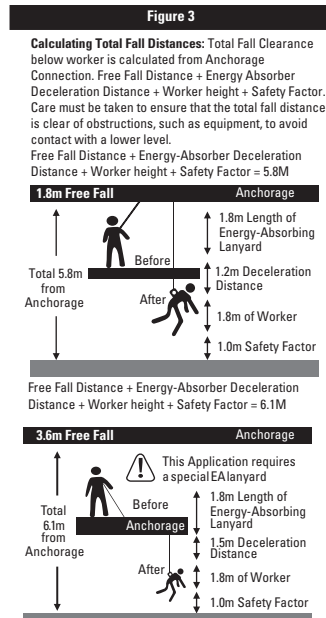 Figure 3
Calculating Total Fall Distances: Total Fall Clearance
below worker is calculated from Anchorage
Connection. Free Fall Distance + Energy Absorber
Deceleration Distance + Worker height + Safety Factor.
Care must be taken to ensure that the total fall distance
is clear of obstructions, such as equipment, to avoid
contact with a lower level.
Free Fall Distance + Energy-Absorber Deceleration
Distance + Worker height + Safety Factor = 5.8M
1.8m Free Fall Anchorage
1.8m Length of
Energy-Absorbing
Lanyard
Before
Total 5.8m
from
Anchorage
1.2m Deceleration
Distance
After
1.8m of Worker
1.0m Safety Factor
Free Fall Distance + Energy-Absorber Deceleration
Distance + Worker height + Safety Factor = 6.1M
3.6m Free Fall Anchorage
This Application requires
a special EA lanyard
Before
Total
6.1m
from
Anchorage
Anchorage
1.8m Length of
Energy-Absorbing
Lanyard
1.5m Deceleration
Distance
After
1.8m of Worker
1.0m Safety Factor